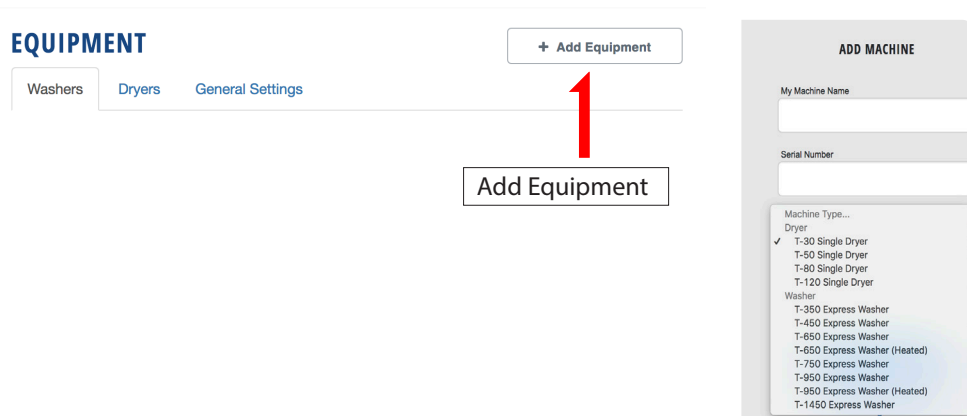 EQUIPMENT
+ Add Equipment
Washers Dryers General Settings
Add Equipment
ADD MACHINE
My Machine Name
Serial Number
Machine Type...
Dryer
✓ T-30 Single Dryer
T-50 Single Dryer
T-80 Single Dryer
T-120 Single Dryer
Washer
T-350 Express Washer
T-450 Express Washer
T-650 Express Washer
T-650 Express Washer (Heated)
T-750 Express Washer
T-950 Express Washer
T-950 Express Washer (Heated)
T-1450 Express Washer